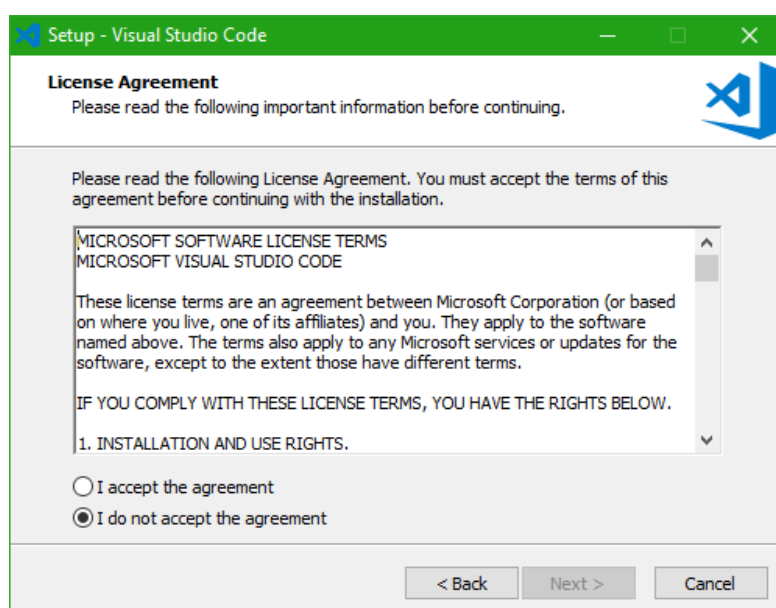 Setup - Visual Studio Code
License Agreement
Please read the following important information before continuing.
Please read the following License Agreement. You must accept the terms of this
agreement before continuing with the installation.
MICROSOFT SOFTWARE LICENSE TERMS
MICROSOFT VISUAL STUDIO CODE
These license terms are an agreement between Microsoft Corporation (or based
on where you live, one of its affiliates) and you. They apply to the software
named above. The terms also apply to any Microsoft services or updates for the
software, except to the extent those have different terms.
IF YOU COMPLY WITH THESE LICENSE TERMS, YOU HAVE THE RIGHTS BELOW.
1. INSTALLATION AND USE RIGHTS.
I accept the agreement
I do not accept the agreement
< Back Next > Cancel